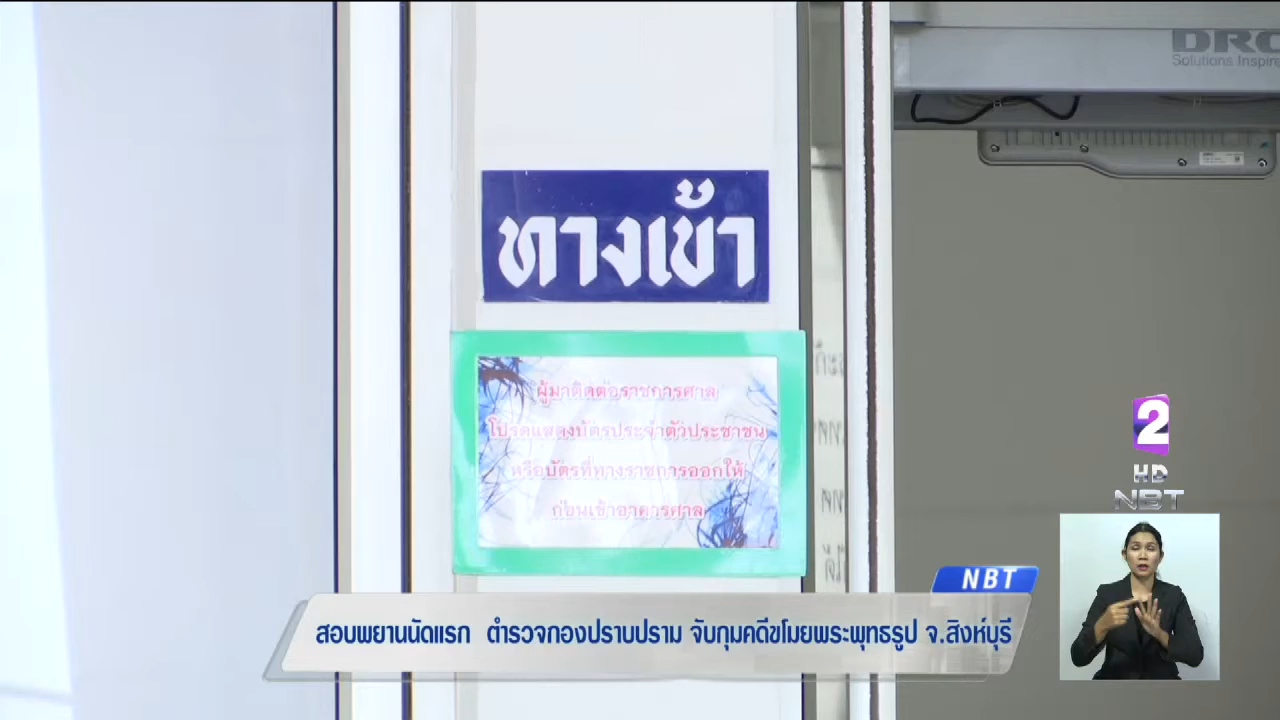 DRC
Solutions Inspire
ทางเข้า
ผู้มาติดต่อราชการศาล
โปรดแสดงบัตรประจำตัวประชาชน
หรือบัตรที่ทางราชการออกให้
ก่อนเข้าอาคารศาล
2
HD
NBT
NBT
สอบพยานนัดแรก ตำรวจกองปราบปราม จับกุมคดีขโมยพระพุทธรูป จ.สิงห์บุรี